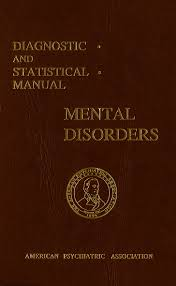 DIAGNOSTIC •
AND
STATISTICAL •
MANUAL
MENTAL
DISORDERS
AMERICAN PSYCHIATRIC ASSOCIATION